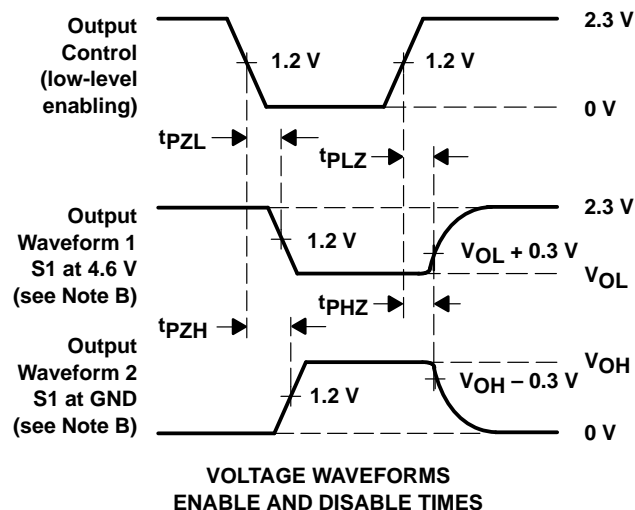 Output
Control
(low-level
enabling)
2.3 V
1.2 V
1.2 V
0 V
tPZL
tPLZ
Output
Waveform 1
S1 at 4.6 V
(see Note B)
2.3 V
1.2 V
VOL + 0.3 V
VOL
tPZH
tPHZ
Output
Waveform 2
S1 at GND
(see Note B)
VOH
1.2 V
VOH – 0.3 V
0 V
VOLTAGE WAVEFORMS
ENABLE AND DISABLE TIMES